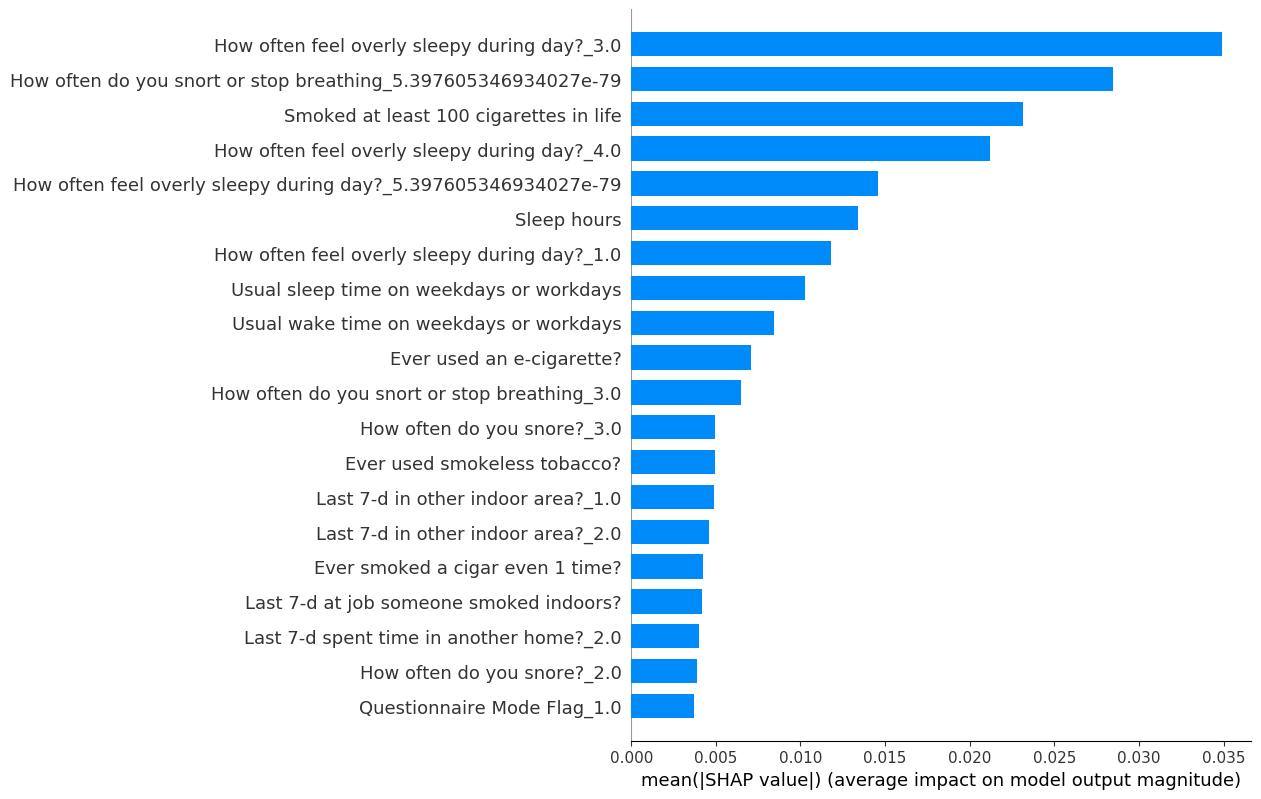 How often feel overly sleepy during day?_3.0
How often do you snort or stop breathing_5.397605346934027e-79
Smoked at least 100 cigarettes in life
How often feel overly sleepy during day?_4.0
How often feel overly sleepy during day?_5.397605346934027e-79
Sleep hours
How often feel overly sleepy during day?_1.0
Usual sleep time on weekdays or workdays
Usual wake time on weekdays or workdays
Ever used an e-cigarette?
How often do you snort or stop breathing_3.0
How often do you snore?_3.0
Ever used smokeless tobacco?
Last 7-d in other indoor area?_1.0
Last 7-d in other indoor area?_2.0
Ever smoked a cigar even 1 time?
Last 7-d at job someone smoked indoors?
Last 7-d spent time in another home?_2.0
How often do you snore?_2.0
Questionnaire Mode Flag_1.0
0.000 0.005 0.010 0.015 0.020 0.025 0.030 0.035
mean(|SHAP value|) (average impact on model output magnitude)